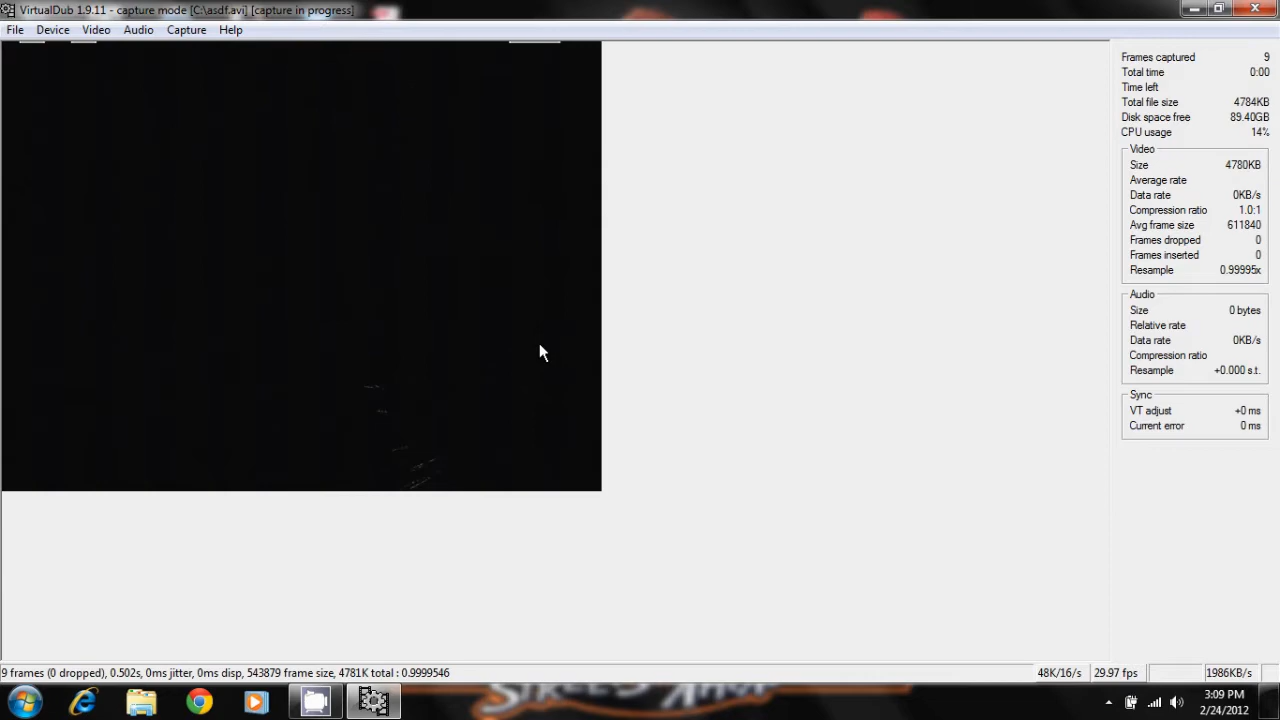 VirtualDub 1.9.11 - capture mode [C:\asdf.avi] [capture in progress]
File Device Video Audio Capture Help
Frames captured 9
Total time 0:00
Time left
Total file size 4784KB
Disk space free 89.40GB
CPU usage 14%
Video
Size 4780KB
Average rate
Data rate 0KB/s
Compression ratio 1.0:1
Avg frame size 611840
Frames dropped 0
Frames inserted 0
Resample 0.99995x
Audio
Size 0 bytes
Relative rate
Data rate 0KB/s
Compression ratio
Resample +0.000 s.t.
Sync
VT adjust +0 ms
Current error 0 ms
9 frames (0 dropped), 0.502s, 0ms jitter, 0ms disp, 543879 frame size, 4781K total : 0.9999546
48K/16/s 29.97 fps 1986KB/s
3:09 PM
2/24/2012